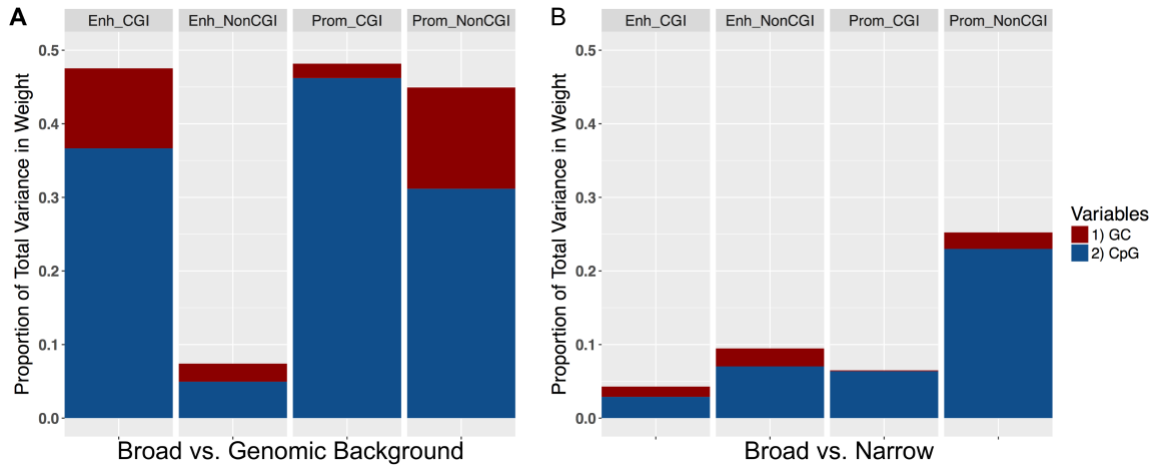 A
Enh_CGI
Enh_NonCGI
Prom_CGI
Prom_NonCGI
Proportion of Total Variance in Weight
0.5
0.4
0.3
0.2
0.1
0.0
Broad vs. Genomic Background
B
Enh_CGI
Enh_NonCGI
Prom_CGI
Prom_NonCGI
Proportion of Total Variance in Weight
0.5
0.4
0.3
0.2
0.1
0.0
Broad vs. Narrow
Variables
1) GC
2) CpG